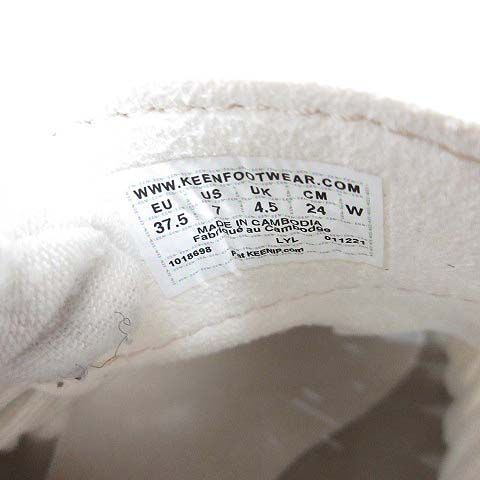 WWW.KEENFOOTWEAR.COM
EU US UK CM
37.5 7 4.5 24 W
MADE IN CAMBODIA
Fabriqué au Cambodge
1018698 LYL 011221
Pat KEENIP.com